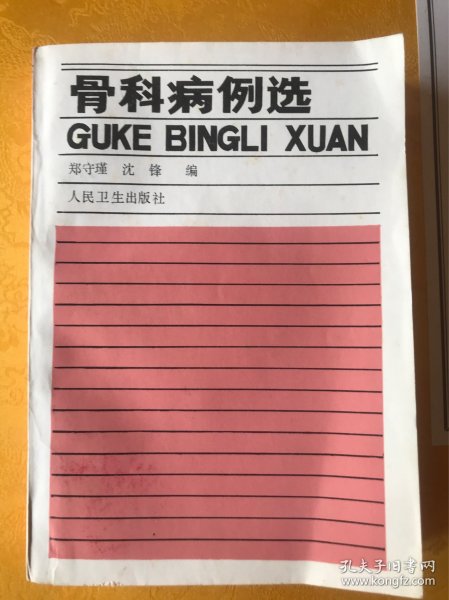 骨科病例选
GUKE BINGLI XUAN
郑守瑾 沈锋 编
人民卫生出版社
孔夫子旧书网
www.kongfz.com